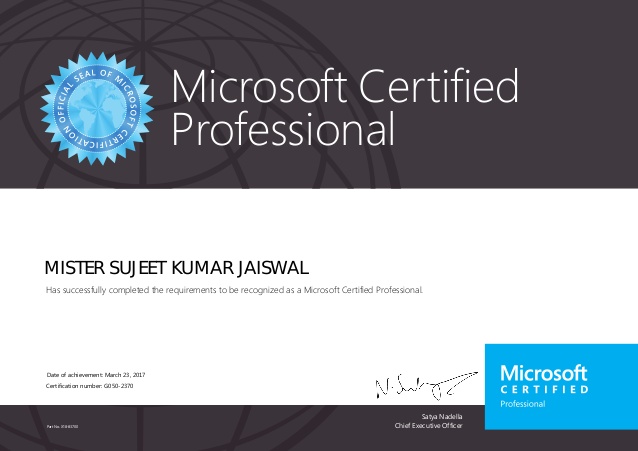 OFFICIAL SEAL OF MICROSOFT CERTIFICATION
Microsoft Certified
Professional
MISTER SUJEET KUMAR JAISWAL
Has successfully completed the requirements to be recognized as a Microsoft Certified Professional.
Date of achievement: March 23, 2017
Certification number: G050-2370
Microsoft
CERTIFIED
Professional
Satya Nadella
Chief Executive Officer
Part No.